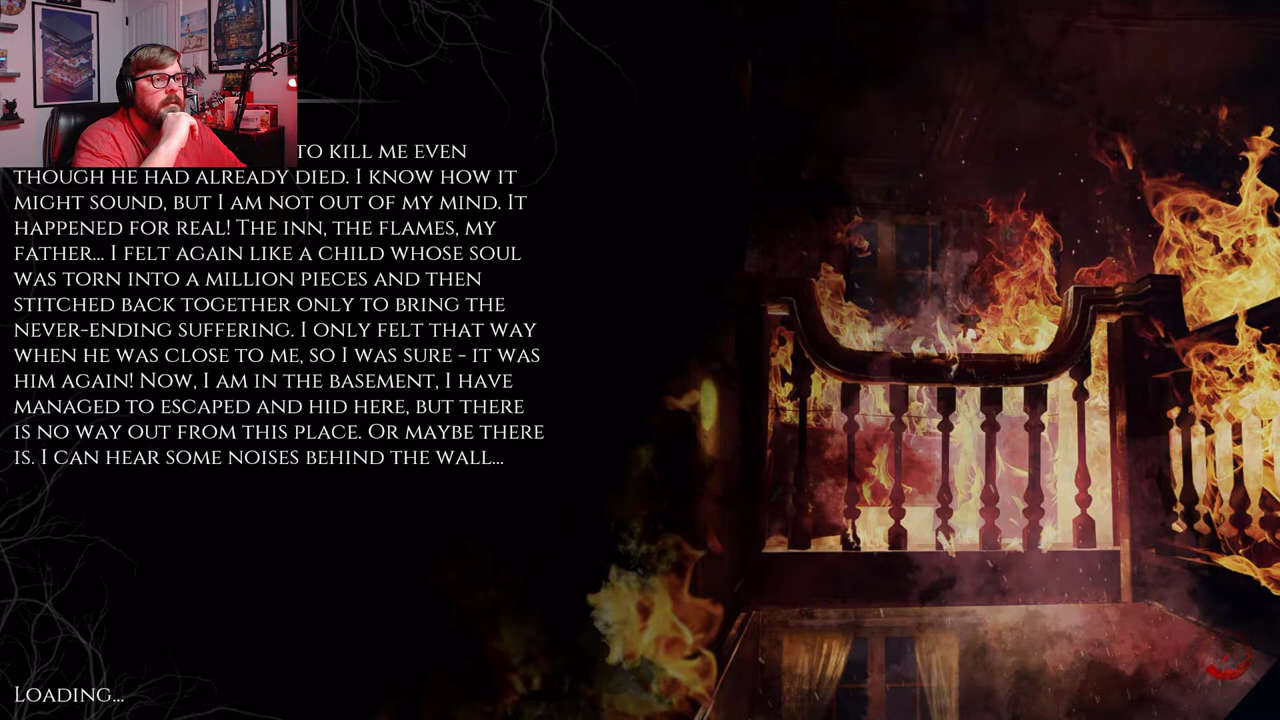 TO KILL ME EVEN
THOUGH HE HAD ALREADY DIED. I KNOW HOW IT
MIGHT SOUND, BUT I AM NOT OUT OF MY MIND. IT
HAPPENED FOR REAL! THE INN, THE FLAMES, MY
FATHER... I FELT AGAIN LIKE A CHILD WHOSE SOUL
WAS TORN INTO A MILLION PIECES AND THEN
STITCHED BACK TOGETHER ONLY TO BRING THE
NEVER-ENDING SUFFERING. I ONLY FELT THAT WAY
WHEN HE WAS CLOSE TO ME, SO I WAS SURE - IT WAS
HIM AGAIN! NOW, I AM IN THE BASEMENT, I HAVE
MANAGED TO ESCAPED AND HID HERE, BUT THERE
IS NO WAY OUT FROM THIS PLACE. OR MAYBE THERE
IS. I CAN HEAR SOME NOISES BEHIND THE WALL...
LOADING...